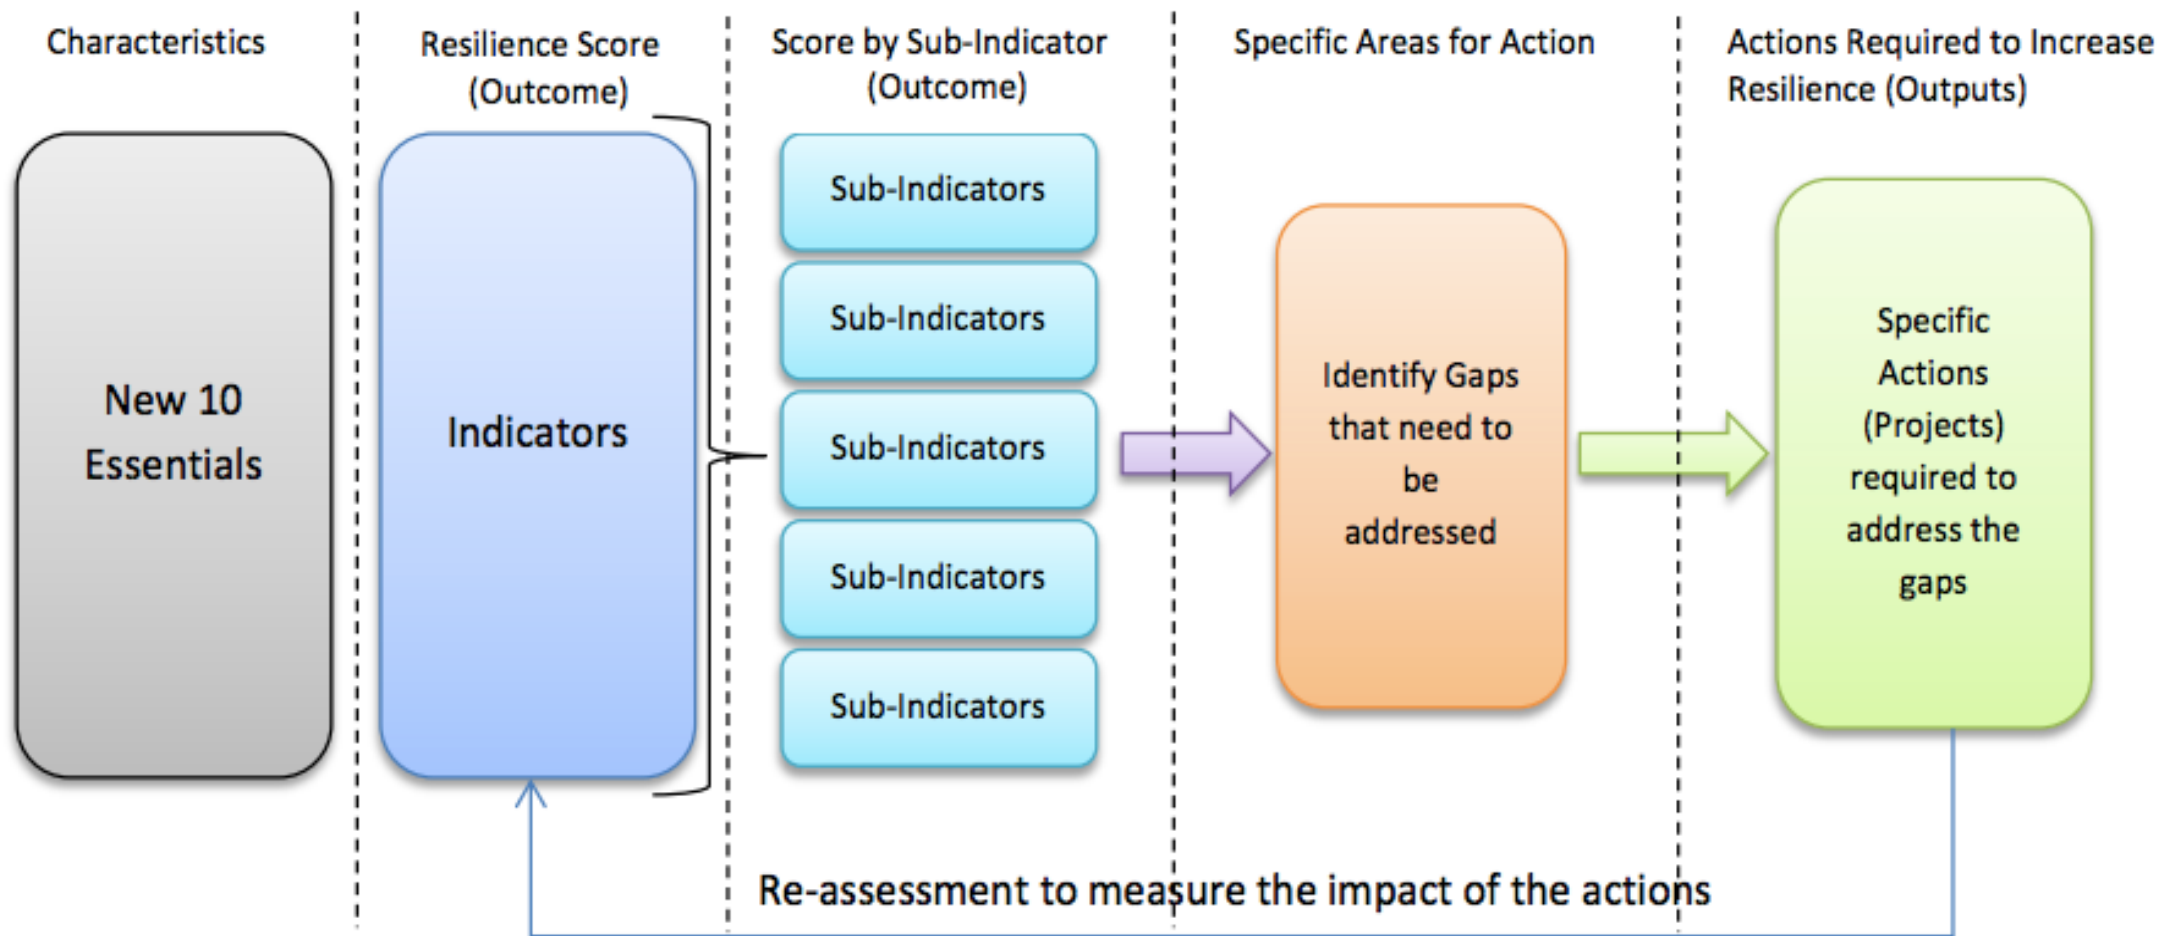 Characteristics
Resilience Score
(Outcome)
Score by Sub-Indicator
(Outcome)
Specific Areas for Action
Actions Required to Increase
Resilience (Outputs)
New 10
Essentials
Indicators
Sub-Indicators
Sub-Indicators
Sub-Indicators
Sub-Indicators
Sub-Indicators
Identify Gaps
that need to
be
addressed
Specific
Actions
(Projects)
required to
address the
gaps
Re-assessment to measure the impact of the actions